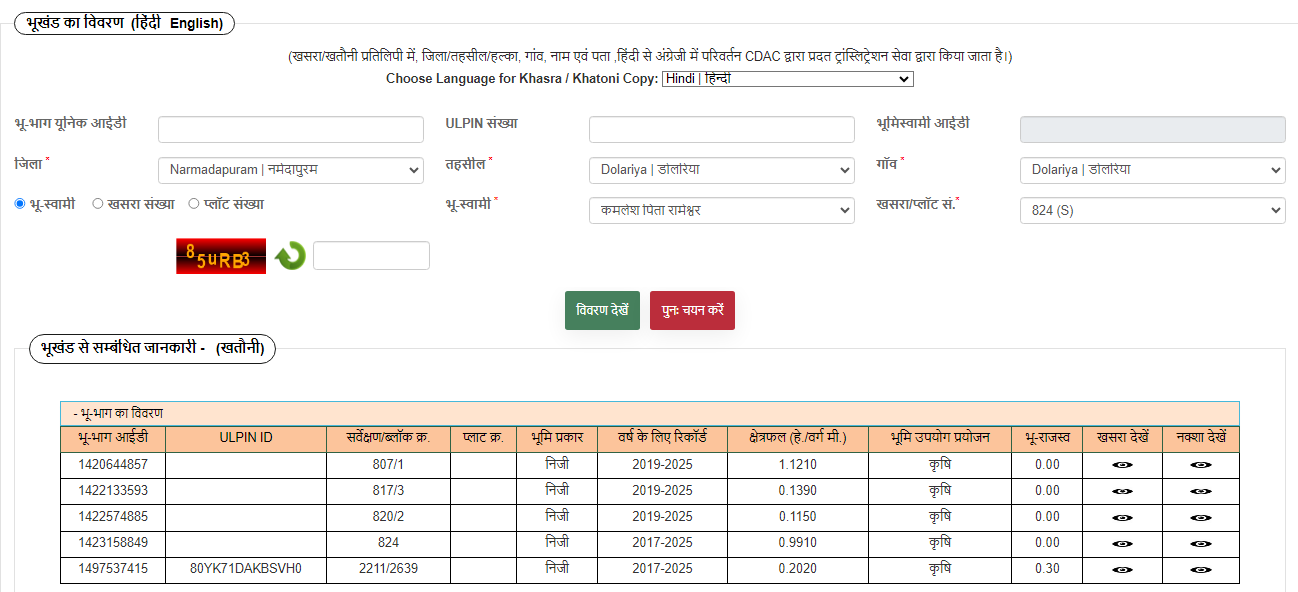 भूखंड का विवरण (हिंदी English)
(खसरा/खतौनी प्रतिलिपी में, जिला/तहसील/हल्का, गांव, नाम एवं पता ,हिंदी से अंग्रेजी में परिवर्तन CDAC द्वारा प्रदत ट्रांस्लिट्रेशन सेवा द्वारा किया जाता है।)
Choose Language for Khasra / Khatoni Copy: Hindi | हिन्दी
भू-भाग यूनिक आईडी ULPIN संख्या भूमिस्वामी आईडी
जिला * Narmadapuram | नर्मदापुरम तहसील * Dolariya | डोलरिया गाँव * Dolariya | डोलरिया
भू-स्वामी खसरा संख्या प्लॉट संख्या भू-स्वामी * कमलेश पिता रामेश्वर खसरा/प्लॉट सं.* 824 (S)
85uRB3
विवरण देखें पुनः चयन करें
भूखंड से सम्बंधित जानकारी - (खतौनी)
- भू-भाग का विवरण
भू-भाग आईडी ULPIN ID सर्वेक्षण/ब्लॉक क्र. प्लाट क्र. भूमि प्रकार वर्ष के लिए रिकॉर्ड क्षेत्रफल (हे./वर्ग मी.) भूमि उपयोग प्रयोजन भू-राजस्व खसरा देखें नक्शा देखें
1420644857 807/1 निजी 2019-2025 1.1210 कृषि 0.00
1422133593 817/3 निजी 2019-2025 0.1390 कृषि 0.00
1422574885 820/2 निजी 2019-2025 0.1150 कृषि 0.00
1423158849 824 निजी 2017-2025 0.9910 कृषि 0.00
1497537415 80YK71DAKBSVH0 2211/2639 निजी 2017-2025 0.2020 कृषि 0.30